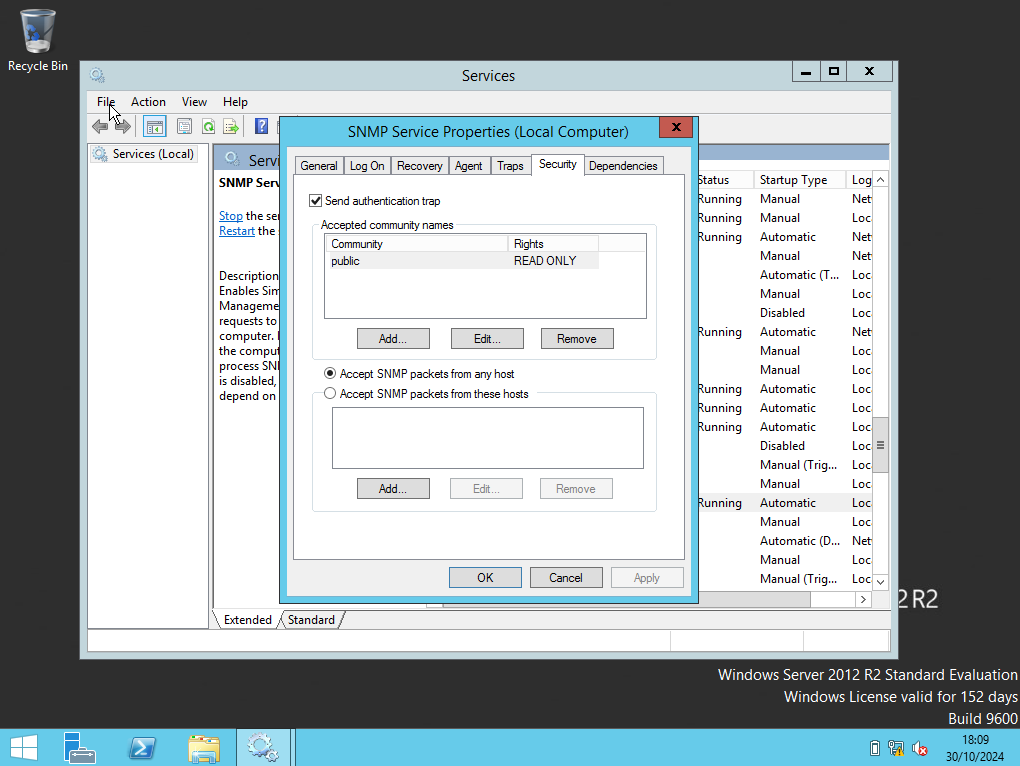 Recycle Bin
Services
File Action View Help
SNMP Service Properties (Local Computer)
Services (Local)
General Log On Recovery Agent Traps Security Dependencies
SNMP Serv
Stop the ser
Restart the s
Description
Enables Sim
Manageme
requests to
computer. I
the comput
process SNM
is disabled,
depend on
Send authentication trap
Accepted community names
Community Rights
public READ ONLY
Add... Edit... Remove
Accept SNMP packets from any host
Accept SNMP packets from these hosts
Add... Edit... Remove
OK Cancel Apply
Status Startup Type Log
Running Manual Net
Running Manual Loc
Running Automatic Net
Manual Net
Automatic (T... Loc
Manual Loc
Disabled Loc
Running Automatic Net
Manual Loc
Manual Loc
Running Automatic Loc
Running Automatic Loc
Running Automatic Loc
Disabled Loc
Manual (Trig... Loc
Manual Loc
Running Automatic Loc
Manual Loc
Automatic (D... Net
Manual Loc
Manual (Trig... Loc
Extended Standard
2 R2
Windows Server 2012 R2 Standard Evaluation
Windows License valid for 152 days
Build 9600
18:09
30/10/2024